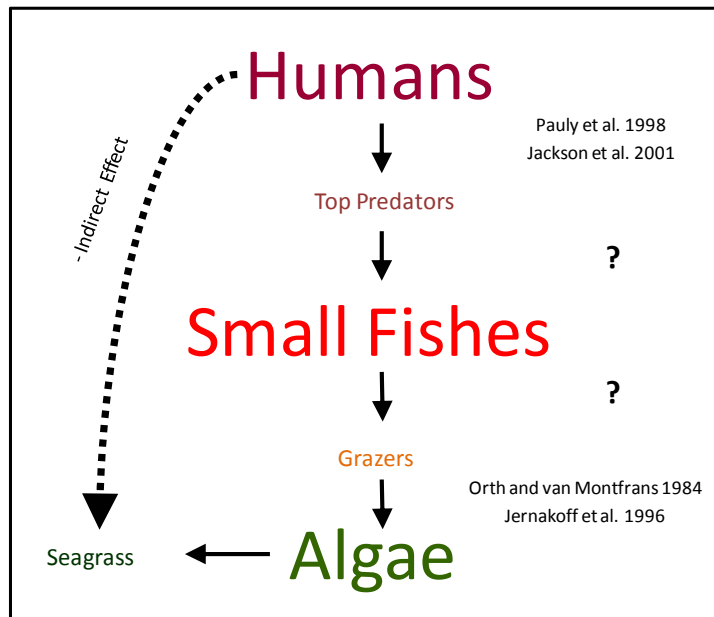 Humans
Pauly et al. 1998
Jackson et al. 2001
- Indirect Effect
Top Predators
?
Small Fishes
?
Grazers
Orth and van Montfrans 1984
Jernakoff et al. 1996
Seagrass
Algae